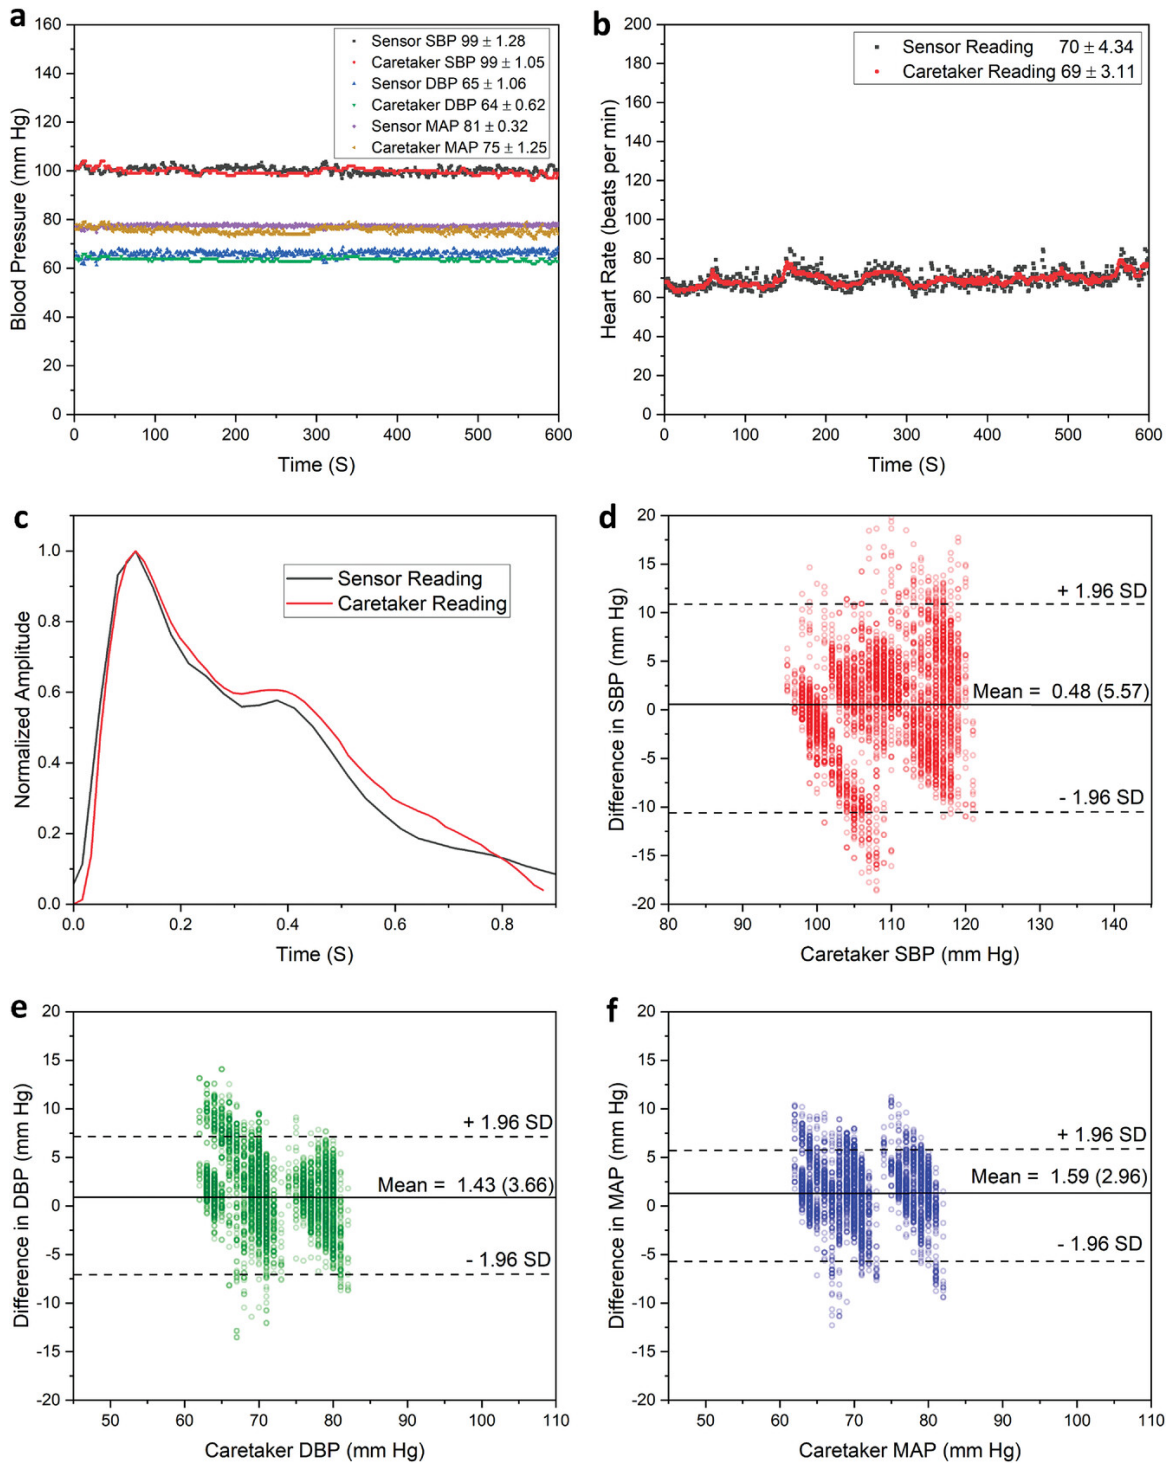 a
160
140
120
100
80
60
40
20
0
Blood Pressure (mm Hg)
Sensor SBP 99 ± 1.28
Caretaker SBP 99 ± 1.05
Sensor DBP 65 ± 1.06
Caretaker DBP 64 ± 0.62
Sensor MAP 81 ± 0.32
Caretaker MAP 75 ± 1.25
0 100 200 300 400 500 600
Time (S)
b
200
180
160
140
120
100
80
60
40
20
0
Heart Rate (beats per min)
Sensor Reading 70 ± 4.34
Caretaker Reading 69 ± 3.11
0 100 200 300 400 500 600
Time (S)
c
1.0
0.8
0.6
0.4
0.2
0.0
Normalized Amplitude
Sensor Reading
Caretaker Reading
0.0 0.2 0.4 0.6 0.8
Time (S)
d
20
15
10
5
0
-5
-10
-15
-20
Difference in SBP (mm Hg)
+ 1.96 SD
Mean = 0.48 (5.57)
- 1.96 SD
80 90 100 110 120 130 140
Caretaker SBP (mm Hg)
e
20
15
10
5
0
-5
-10
-15
-20
Difference in DBP (mm Hg)
+ 1.96 SD
Mean = 1.43 (3.66)
- 1.96 SD
50 60 70 80 90 100 110
Caretaker DBP (mm Hg)
f
20
15
10
5
0
-5
-10
-15
-20
Difference in MAP (mm Hg)
+ 1.96 SD
Mean = 1.59 (2.96)
- 1.96 SD
50 60 70 80 90 100 110
Caretaker MAP (mm Hg)